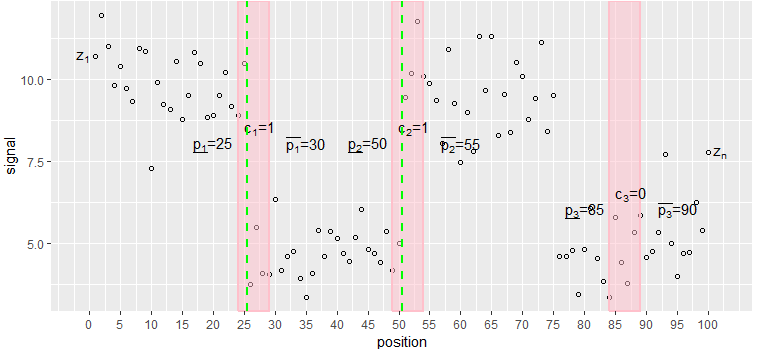 z₁
10.0
c₁=1
c₂=1
p₁=25
p₁=30
p₂=50
p₂=55
zₙ
7.5
signal
c₃=0
p₃=85
p₃=90
5.0
0 5 10 15 20 25 30 35 40 45 50 55 60 65 70 75 80 85 90 95 100
position